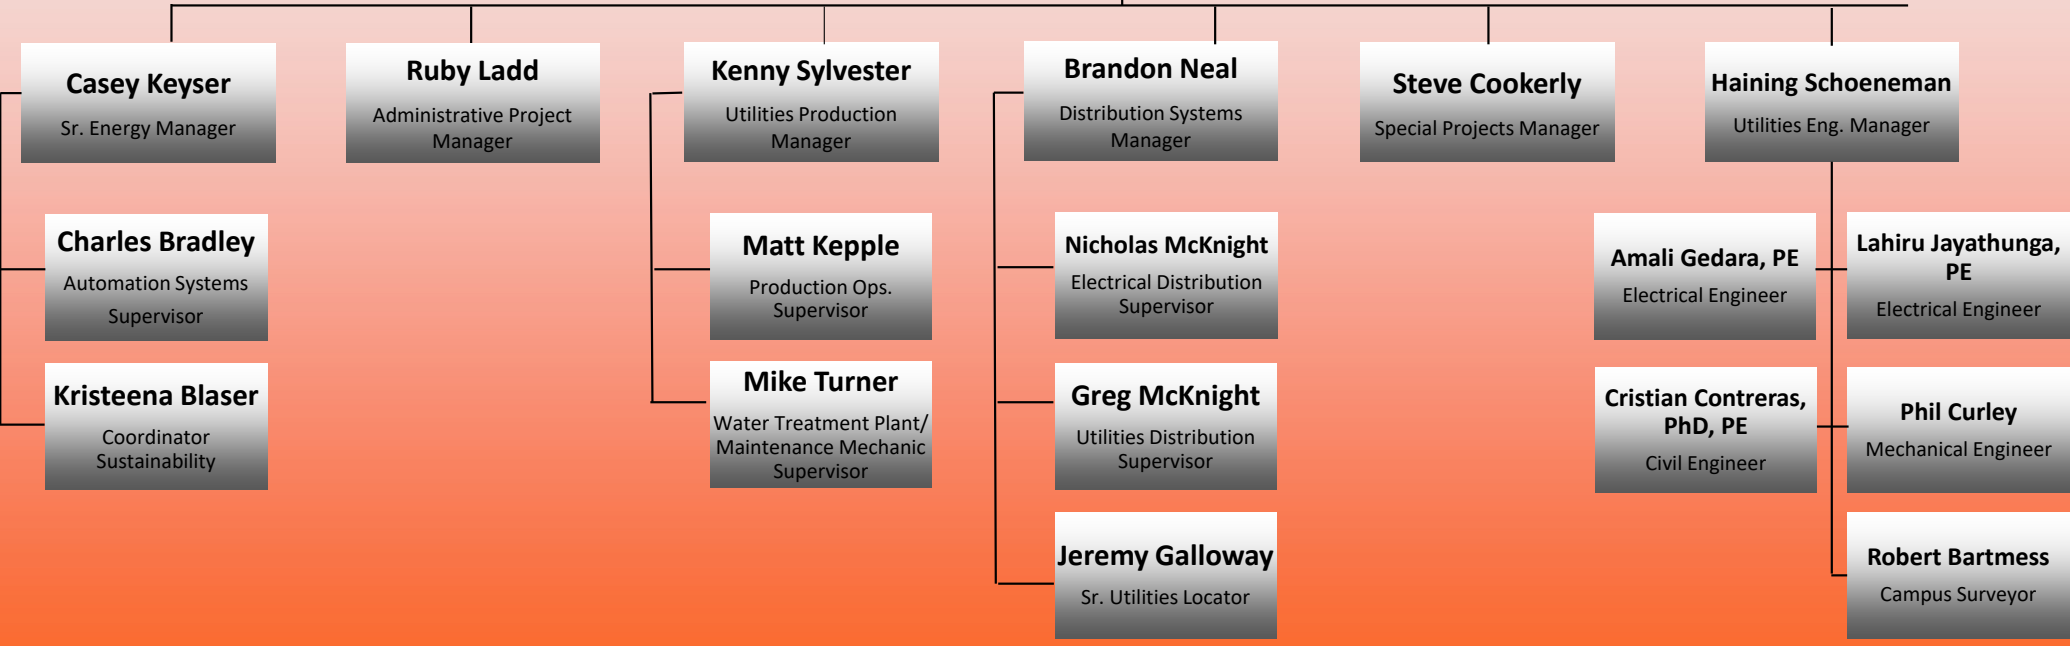 Casey Keyser
Sr. Energy Manager
Ruby Ladd
Administrative Project
Manager
Kenny Sylvester
Utilities Production
Manager
Brandon Neal
Distribution Systems
Manager
Steve Cookerly
Special Projects Manager
Haining Schoeneman
Utilities Eng. Manager
Charles Bradley
Automation Systems
Supervisor
Kristeena Blaser
Coordinator
Sustainability
Matt Kepple
Production Ops.
Supervisor
Mike Turner
Water Treatment Plant/
Maintenance Mechanic
Supervisor
Nicholas McKnight
Electrical Distribution
Supervisor
Greg McKnight
Utilities Distribution
Supervisor
Jeremy Galloway
Sr. Utilities Locator
Amali Gedara, PE
Electrical Engineer
Lahiru Jayathunga,
PE
Electrical Engineer
Cristian Contreras,
PhD, PE
Civil Engineer
Phil Curley
Mechanical Engineer
Robert Bartmess
Campus Surveyor